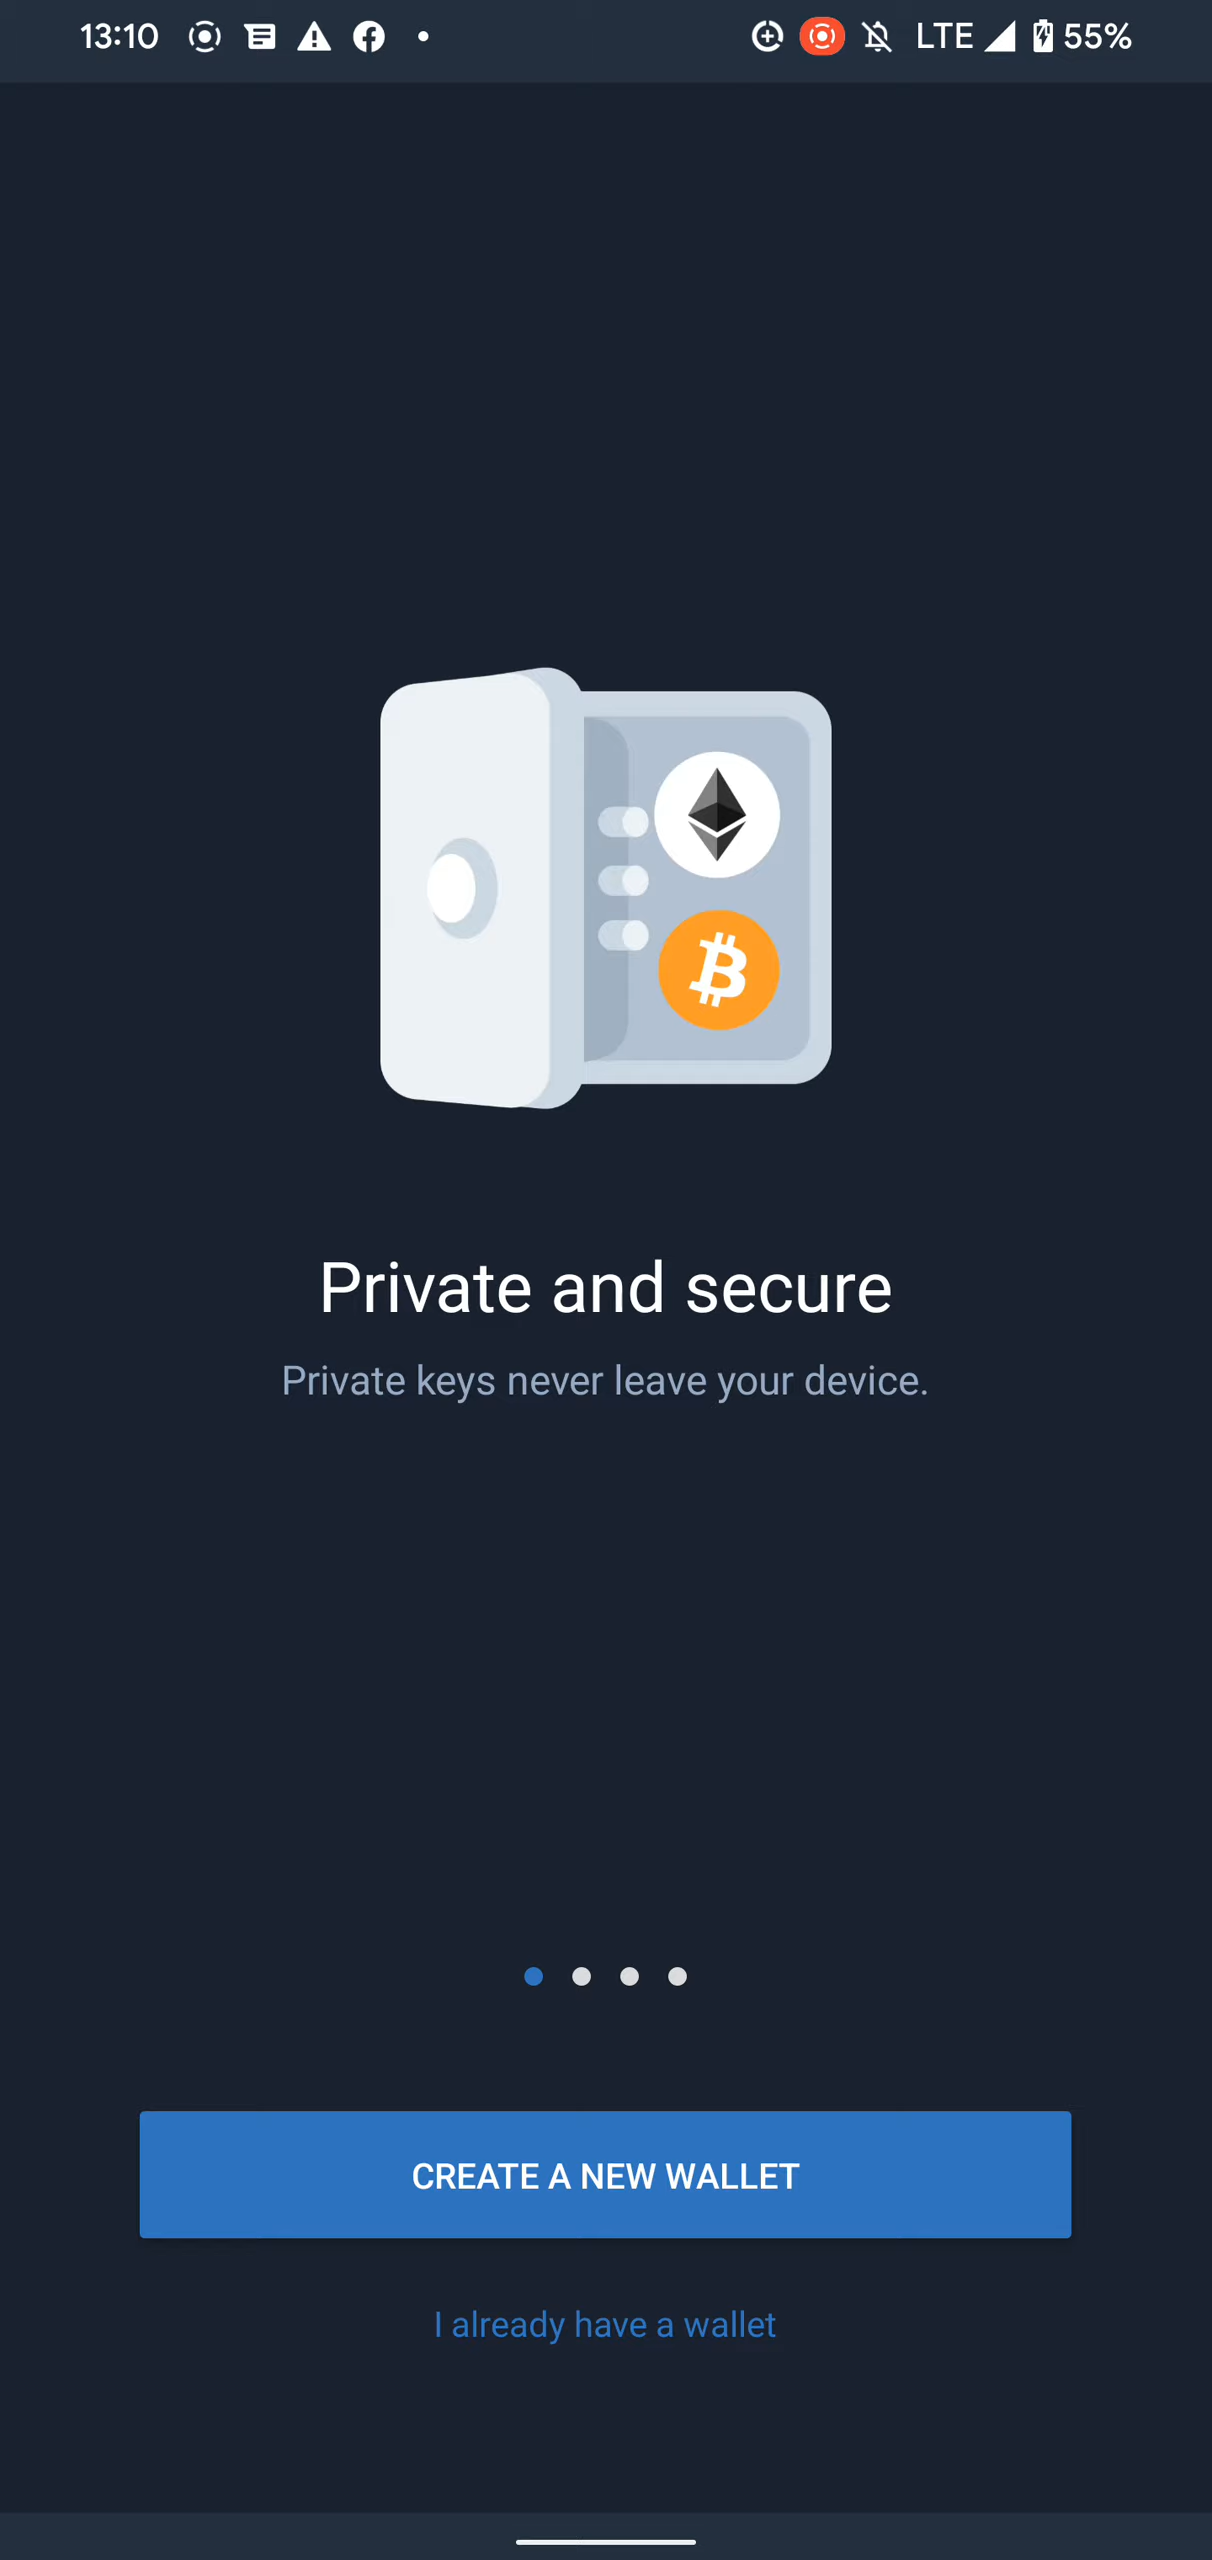 13:10 LTE 55%
Private and secure
Private keys never leave your device.
CREATE A NEW WALLET
I already have a wallet